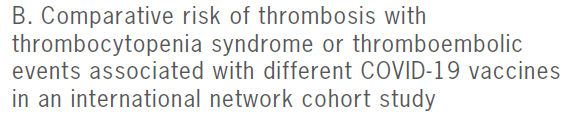 B. Comparative risk of thrombosis with
thrombocytopenia syndrome or thromboembolic
events associated with different COVID-19 vaccines
in an international network cohort study